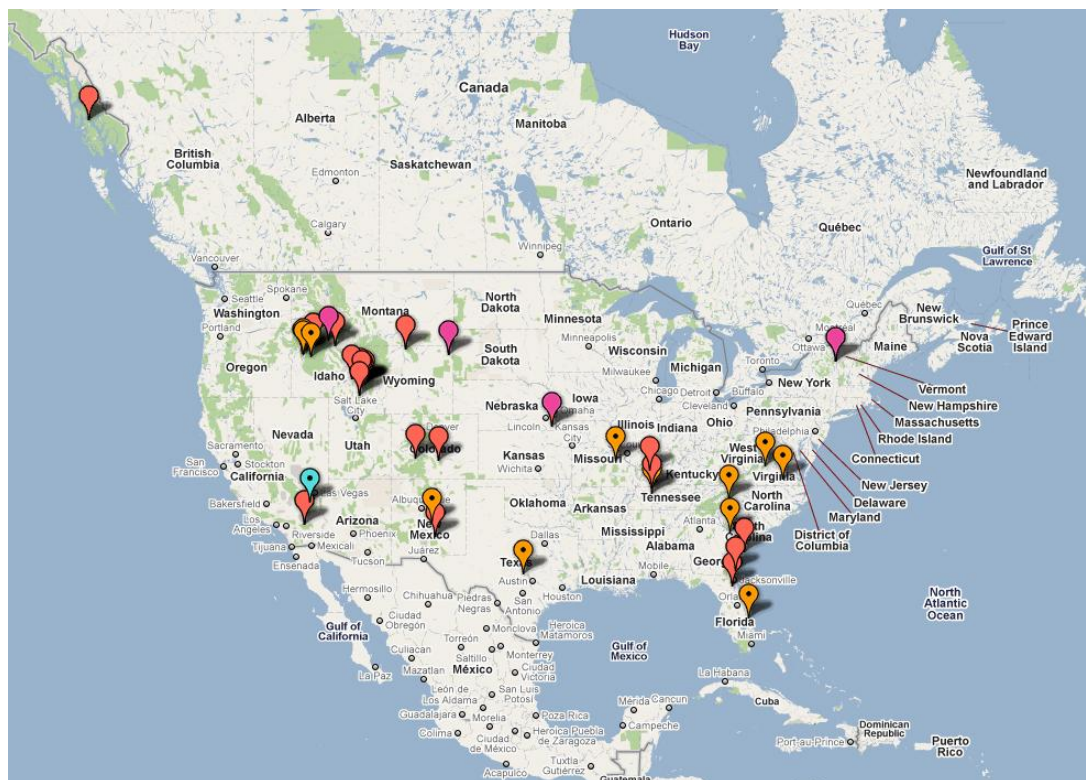 Hudson
Bay
Canada
Alberta
Manitoba
British
Columbia
Saskatchewan
Edmonton
Newfoundland
and Labrador
Ontario
Calgary
Québec
Winnipeg
Gulf of St
Lawrence
Vancouver
Spokane
Seattle
Washington
Montana
North
Dakota
Québec
New
Brunswick
Prince
Edward
Island
Portland
Minnesota
Montréal
Ottawa
Maine
Nova
Scotia
Minneapolis
South
Dakota
Wisconsin
Toronto
Oregon
Michigan
Idaho
Wyoming
Milwaukee
Buffalo
New York
Vermont
Chicago
Detroit
New Hampshire
Salt Lake
City
Iowa
Cleveland
Massachusetts
Nebraska
Omaha
Lincoln
Pennsylvania
Rhode Island
Nevada
Denver
Illinois
Indiana
Ohio
Philadelphia
Connecticut
Utah
Colorado
Kansas
City
Sacramento
San
Francisco
Stockton
Kansas
Missouri
West
Virginia
California
Wichita
Kentucky
Virginia
New Jersey
Las Vegas
Delaware
Bakersfield
Albuquerque
Oklahoma
Tennessee
North
Carolina
Maryland
Los
Angeles
Arizona
New
Mexico
Arkansas
District of
Columbia
Riverside
Phoenix
Dallas
Mississippi
Atlanta
Tijuana
Mexicali
Tucson
Juárez
Alabama
Ensenada
Texas
Georgia
Jacksonville
Austin
Louisiana
Mobile
Hermosillo
Chihuahua
Piedras
Negras
San
Antonio
Houston
North
Atlantic
Ocean
Gulf of
California
Ciudad
Obregón
Monclova
Heroica
Matamoros
Florida
Miami
Torreón
Gulf of
Mexico
Culiacan
Saltillo
Monterrey
La Paz
Mazatlan
México
Ciudad
Victoria
La Habana
León de
Los Aldama
San Luis
Potosí
Mérida
Cancun
Cuba
Guadalajara
Poza Rica
Campeche
Dominican
Republic
Colima
Morelia
Ciudad
de México
Heroica Puebla
de Zaragoza
Port-au-Prince
Puerto
Rico
Acapulco
Tuxtla
Gutiérrez
Guatemala